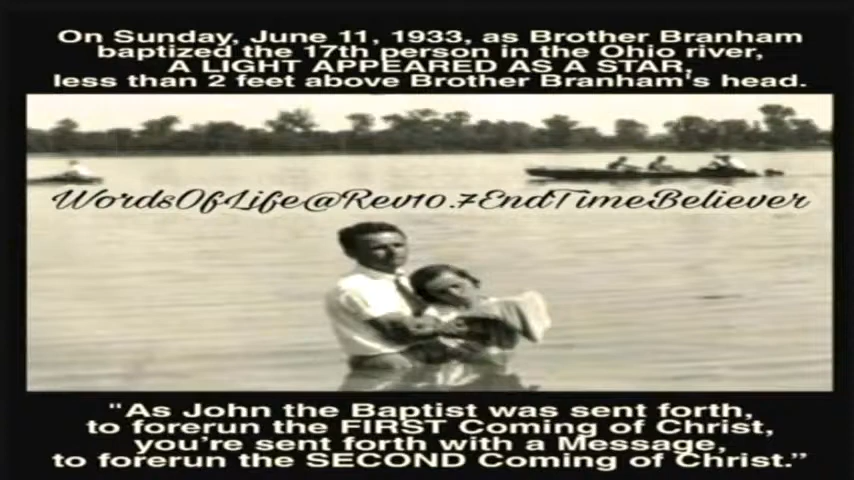 On Sunday, June 11, 1933, as Brother Branham
baptized the 17th person in the Ohio river,
A LIGHT APPEARED AS A STAR,
less than 2 feet above Brother Branham's head.
WordsOfLife@Rev10.7EndTimeBeliever
"As John the Baptist was sent forth,
to forerun the FIRST Coming of Christ,
you're sent forth with a Message,
to forerun the SECOND Coming of Christ."